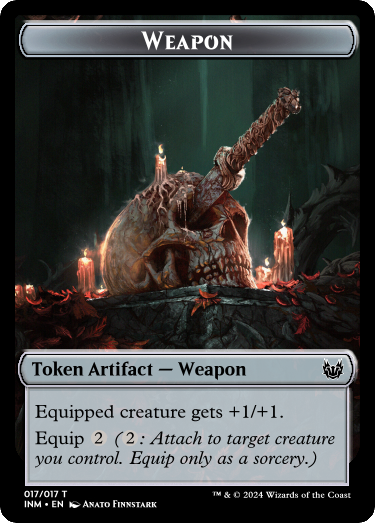 WEAPON
Token Artifact — Weapon
Equipped creature gets +1/+1.
Equip 2 (2: Attach to target creature
you control. Equip only as a sorcery.)
017/017 T
INM • EN ANATO FINNSTARK
™ & © 2024 Wizards of the Coast